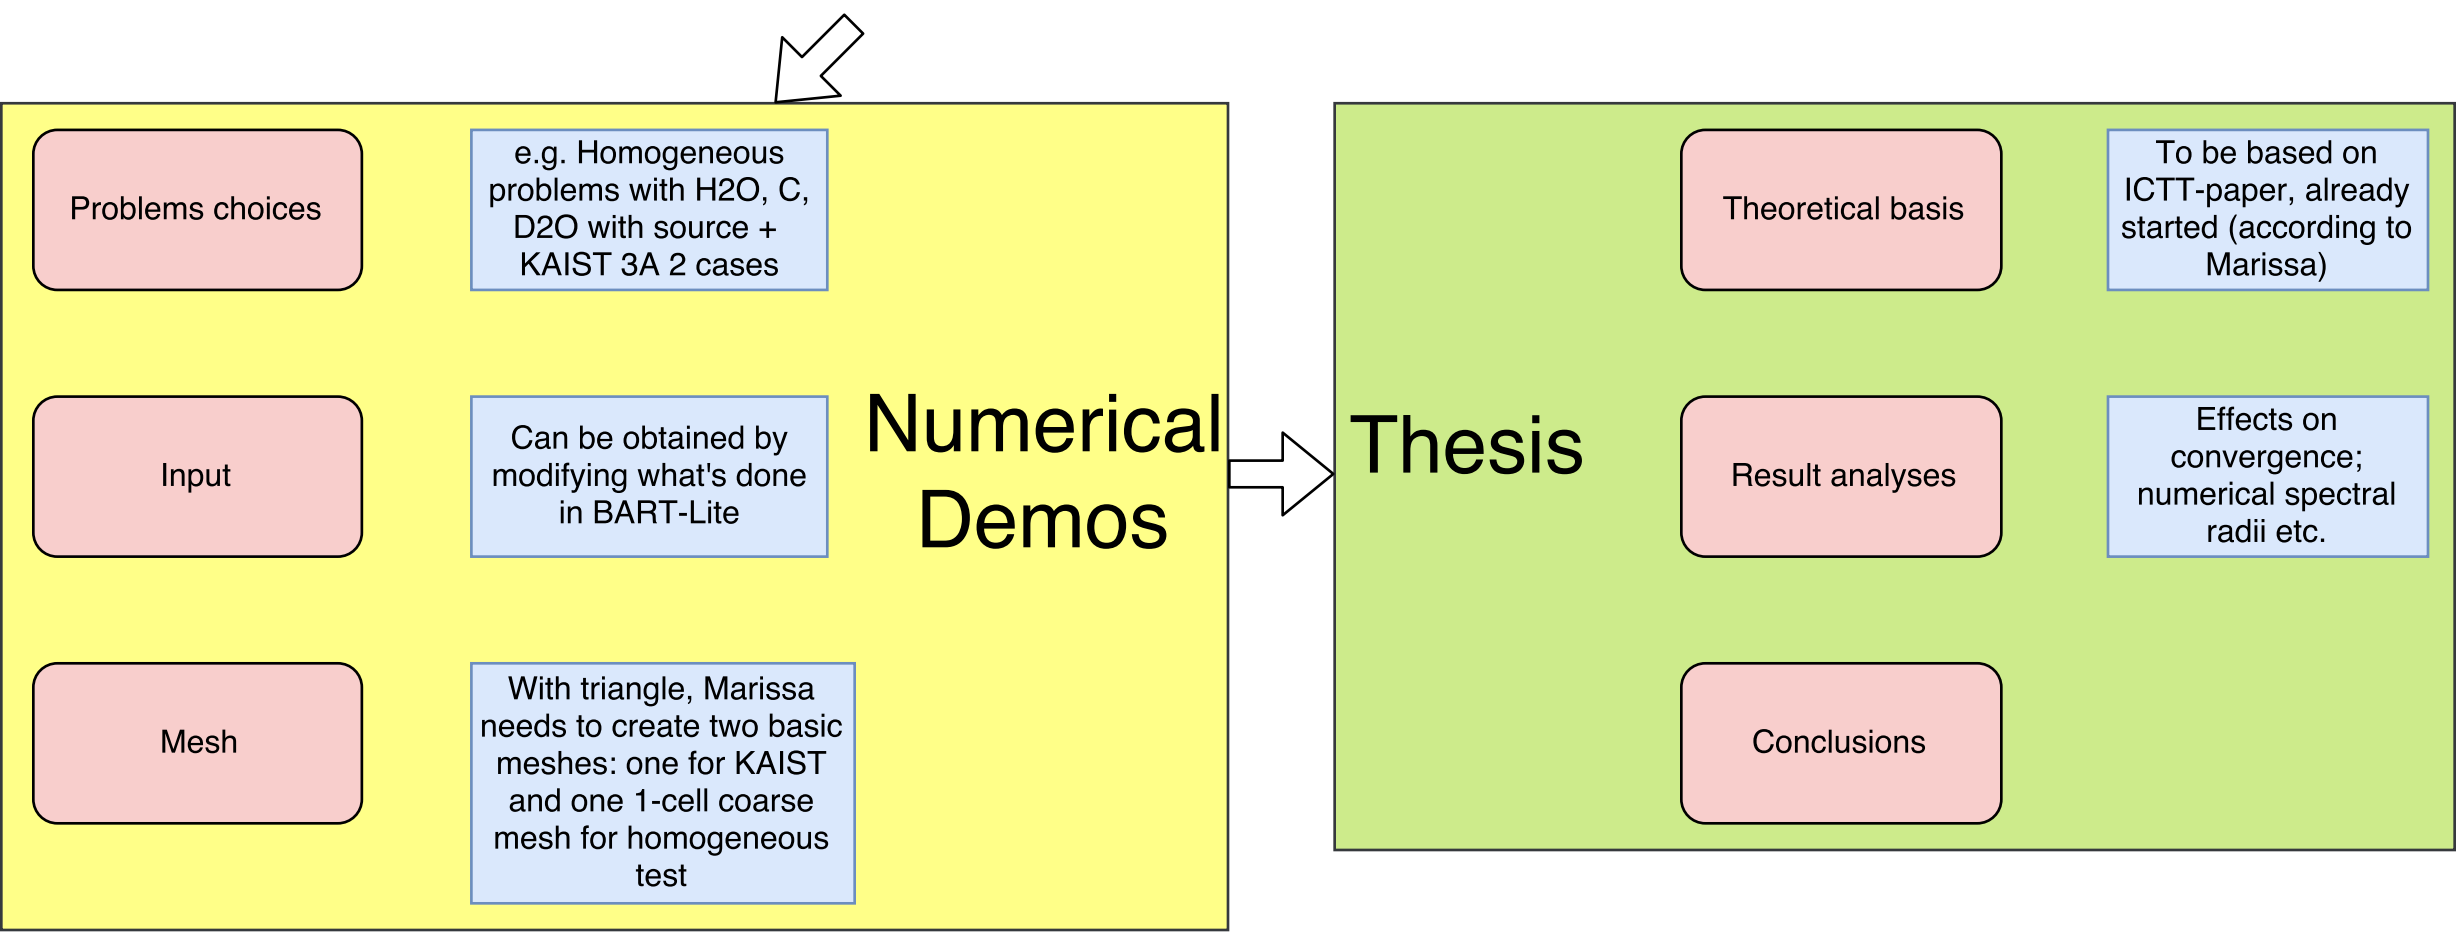 Problems choices
e.g. Homogeneous
problems with H2O, C,
D2O with source +
KAIST 3A 2 cases
Input
Can be obtained by
modifying what's done
in BART-Lite
Mesh
With triangle, Marissa
needs to create two basic
meshes: one for KAIST
and one 1-cell coarse
mesh for homogeneous
test
Numerical
Demos
Thesis
Theoretical basis
To be based on
ICTT-paper, already
started (according to
Marissa)
Result analyses
Effects on
convergence;
numerical spectral
radii etc.
Conclusions